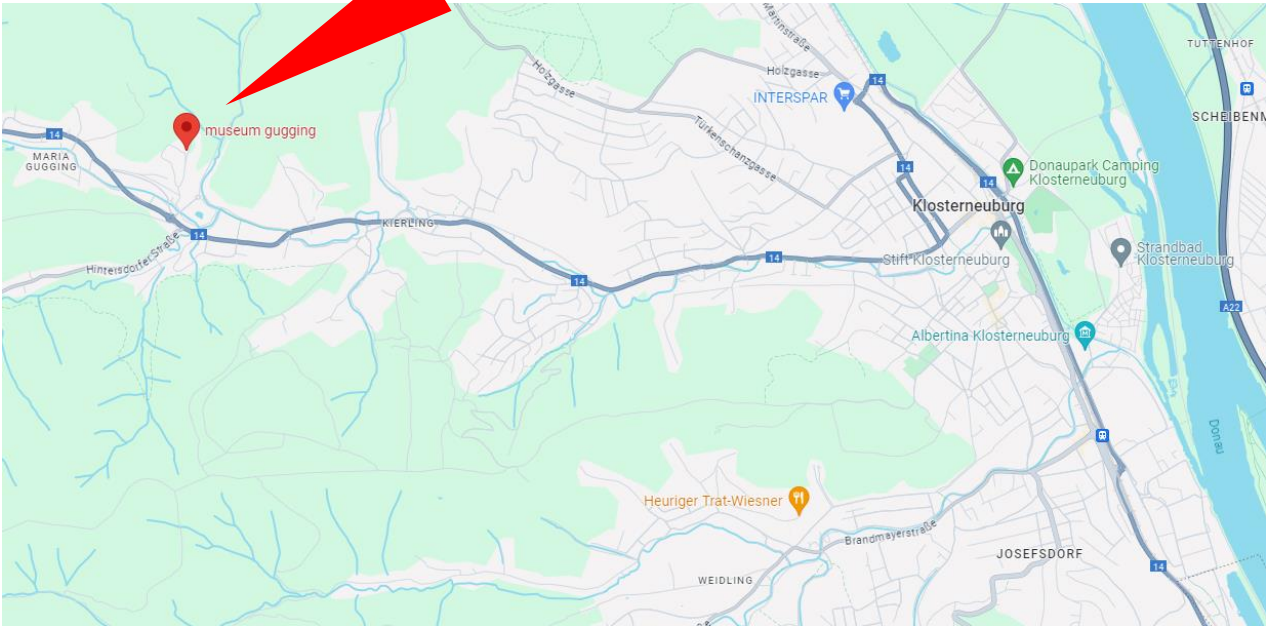 Martinstraße
TUTTENHOF
Holzgasse
Holzgasse
14
INTERSPAR
SCHEIBENM
museum gugging
14
Türkenschanzgasse
MARIA
GUGGING
14
Donaupark Camping
Klosterneuburg
14
Klosterneuburg
KIERLING
14
Hintersdorfer Straße
Stift Klosterneuburg
14
Strandbad
Klosterneuburg
14
A22
Albertina Klosterneuburg
Donau
Heuriger Trat-Wiesner
Brandmayerstraße
JOSEFSDORF
14
WEIDLING